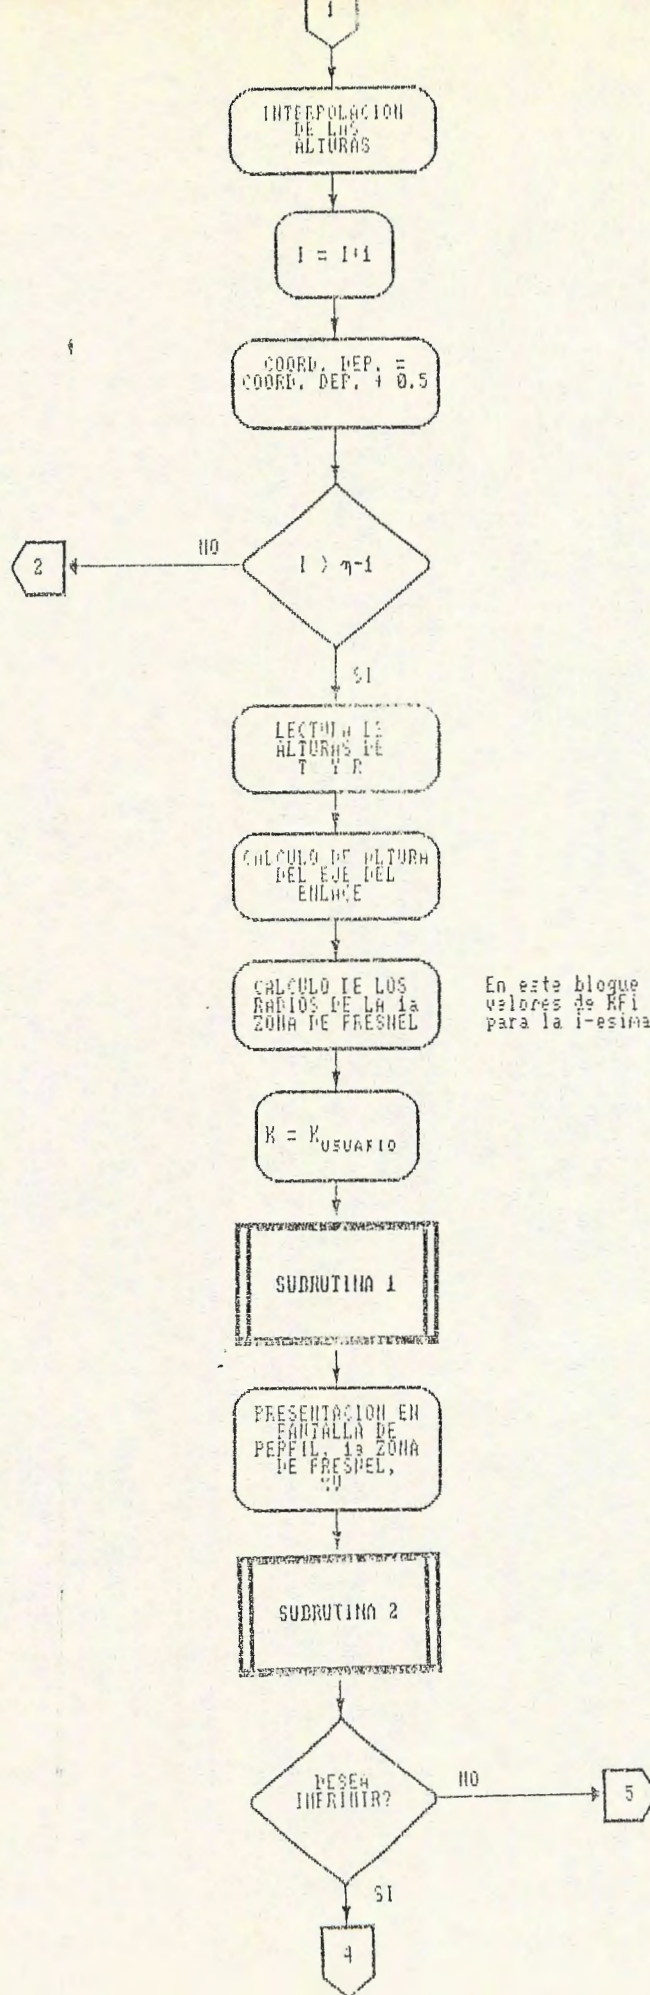 1
INTERPOLACION
DE LAS
ALTURAS
I = I+1
COORD. DEP. =
COORD. DEP. + 0.5
NO
2
I > η-1
SI
LECTURA DE
ALTURAS DE
T Y R
CALCULO DE ALTURA
DEL EJE DEL
ENLACE
CALCULO DE LOS
RADIOS DE LA 1a
ZONA DE FRESNEL
En este bloque
valores de RFi
para la i-esima
K = K USUARIO
SUBRUTINA 1
PRESENTACION EN
PANTALLA DE
PERFIL, 1a ZONA
DE FRESNEL,
SUBRUTINA 2
DESEA
IMPRIMIR?
NO
5
SI
4